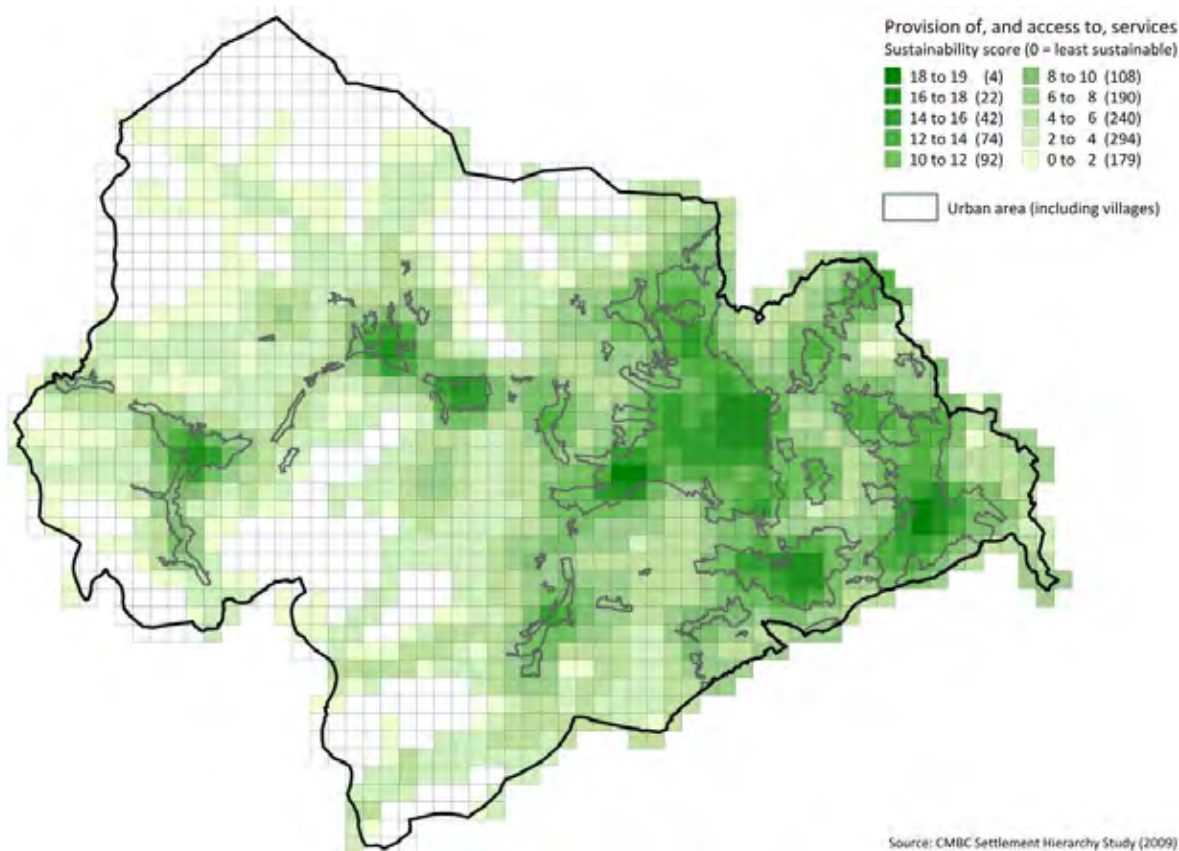 Provision of, and access to, services
Sustainability score (0 = least sustainable)
18 to 19 (4) 8 to 10 (108)
16 to 18 (22) 6 to 8 (190)
14 to 16 (42) 4 to 6 (240)
12 to 14 (74) 2 to 4 (294)
10 to 12 (92) 0 to 2 (179)
Urban area (including villages)
Source: CMBC Settlement Hierarchy Study (2009)